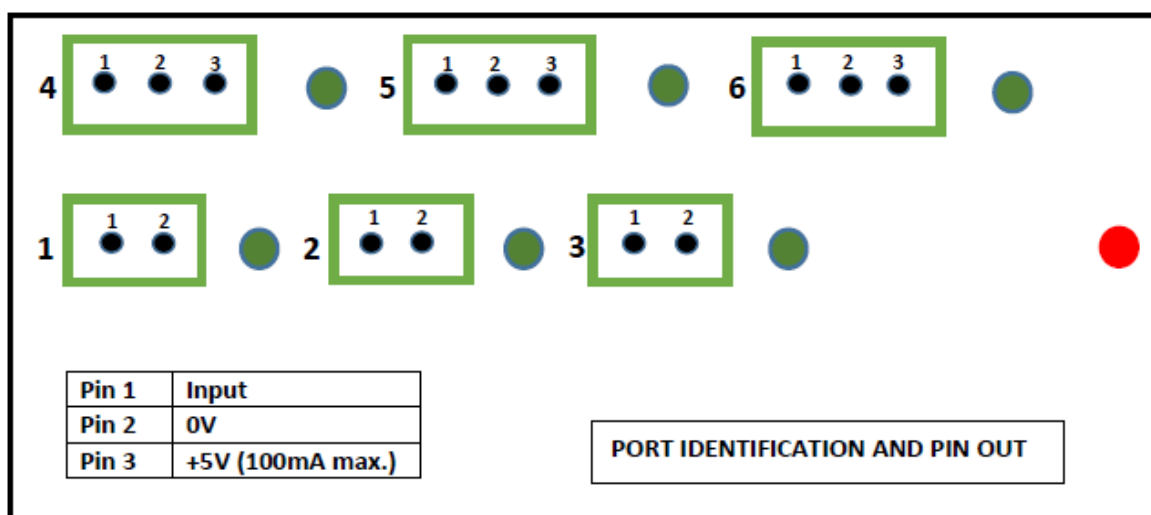 1 2 3
4
1 2 3
5
1 2 3
6
1 2
1
1 2
2
1 2
3
Pin 1 Input
Pin 2 0V
Pin 3 +5V (100mA max.)
PORT IDENTIFICATION AND PIN OUT